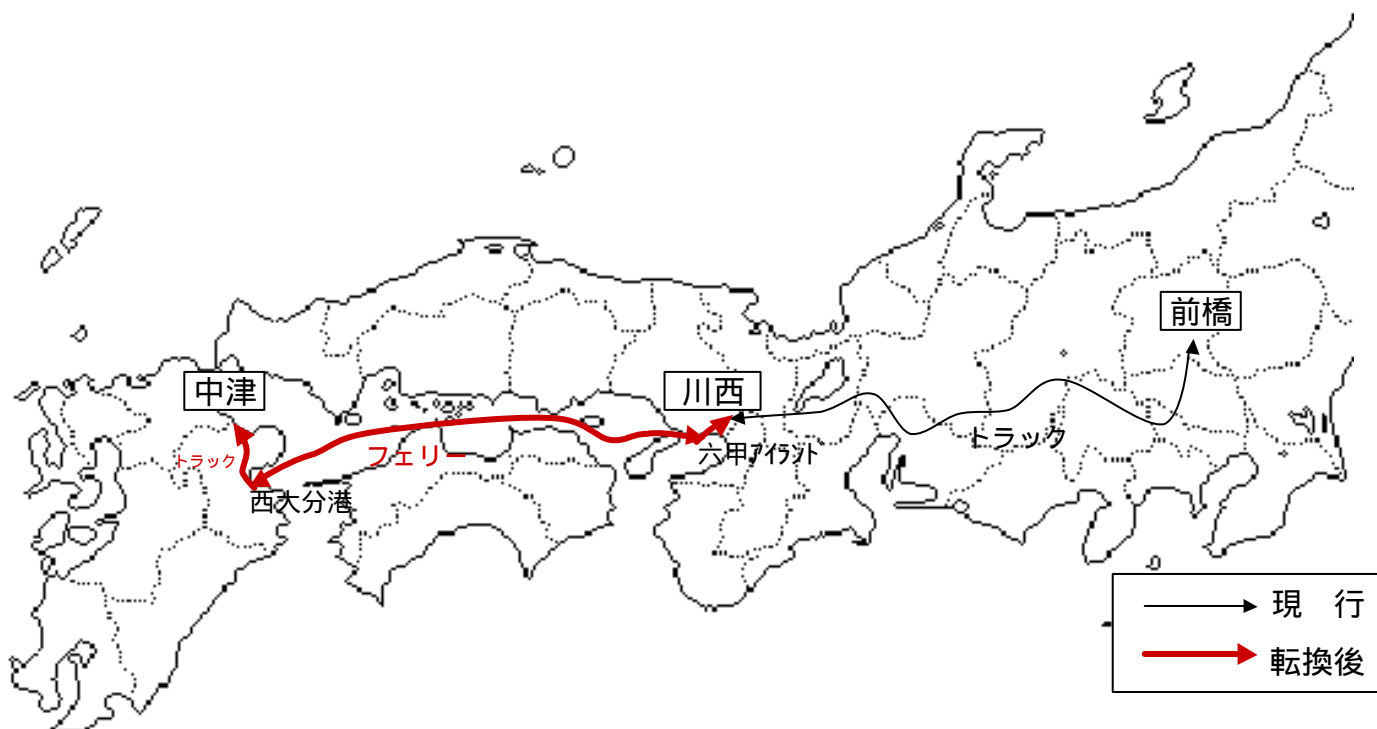 前橋
中津
川西
トラック
六甲ｱｲﾗﾝﾄﾞ
トラック
フェリー
西大分港
現　行
転換後